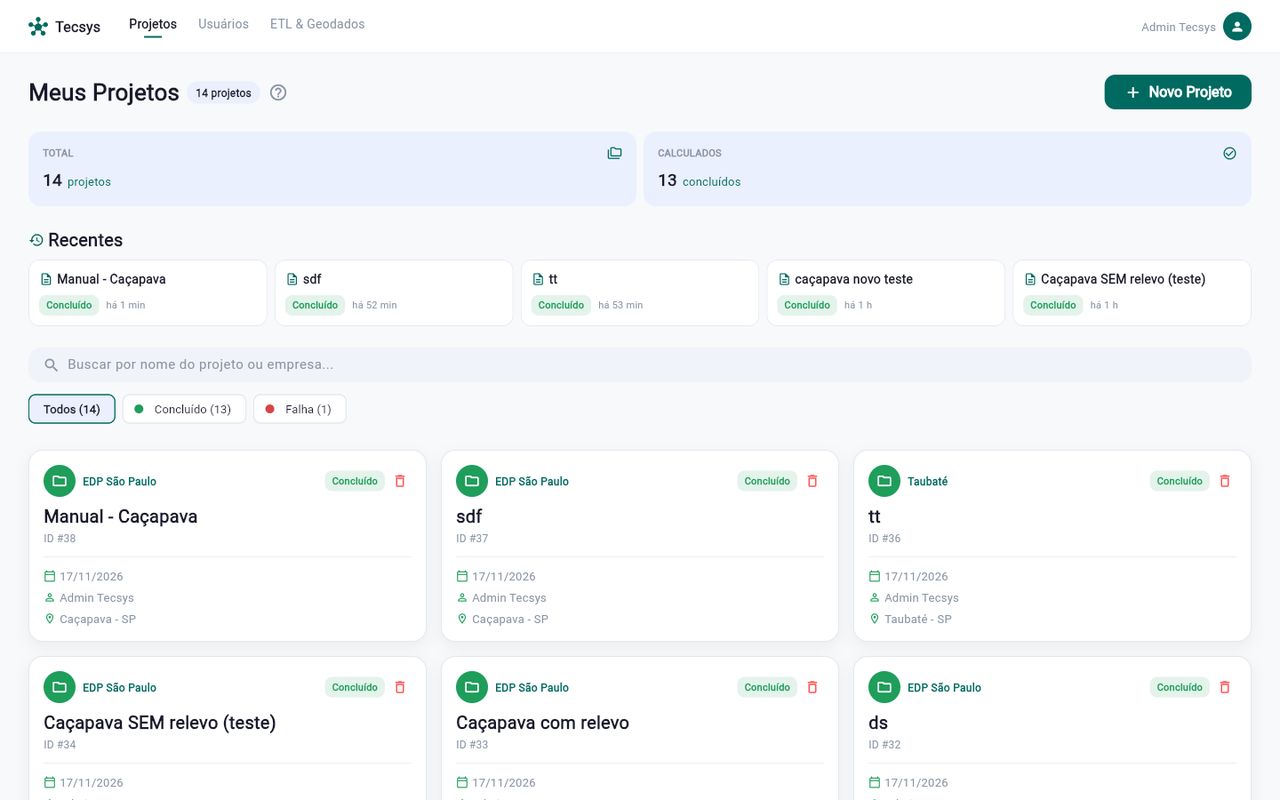 Tecsys
Projetos
Usuários
ETL & Geodados
Admin Tecsys
Meus Projetos
14 projetos
Novo Projeto
TOTAL
14 projetos
CALCULADOS
13 concluídos
Recentes
Manual - Caçapava
Concluído há 1 min
sdf
Concluído há 52 min
tt
Concluído há 53 min
caçapava novo teste
Concluído há 1 h
Caçapava SEM relevo (teste)
Concluído há 1 h
Buscar por nome do projeto ou empresa...
Todos (14)
Concluído (13)
Falha (1)
EDP São Paulo
Concluído
Manual - Caçapava
ID #38
17/11/2026
Admin Tecsys
Caçapava - SP
EDP São Paulo
Concluído
sdf
ID #37
17/11/2026
Admin Tecsys
Caçapava - SP
Taubaté
Concluído
tt
ID #36
17/11/2026
Admin Tecsys
Taubaté - SP
EDP São Paulo
Concluído
Caçapava SEM relevo (teste)
ID #34
17/11/2026
EDP São Paulo
Concluído
Caçapava com relevo
ID #33
17/11/2026
EDP São Paulo
Concluído
ds
ID #32
17/11/2026